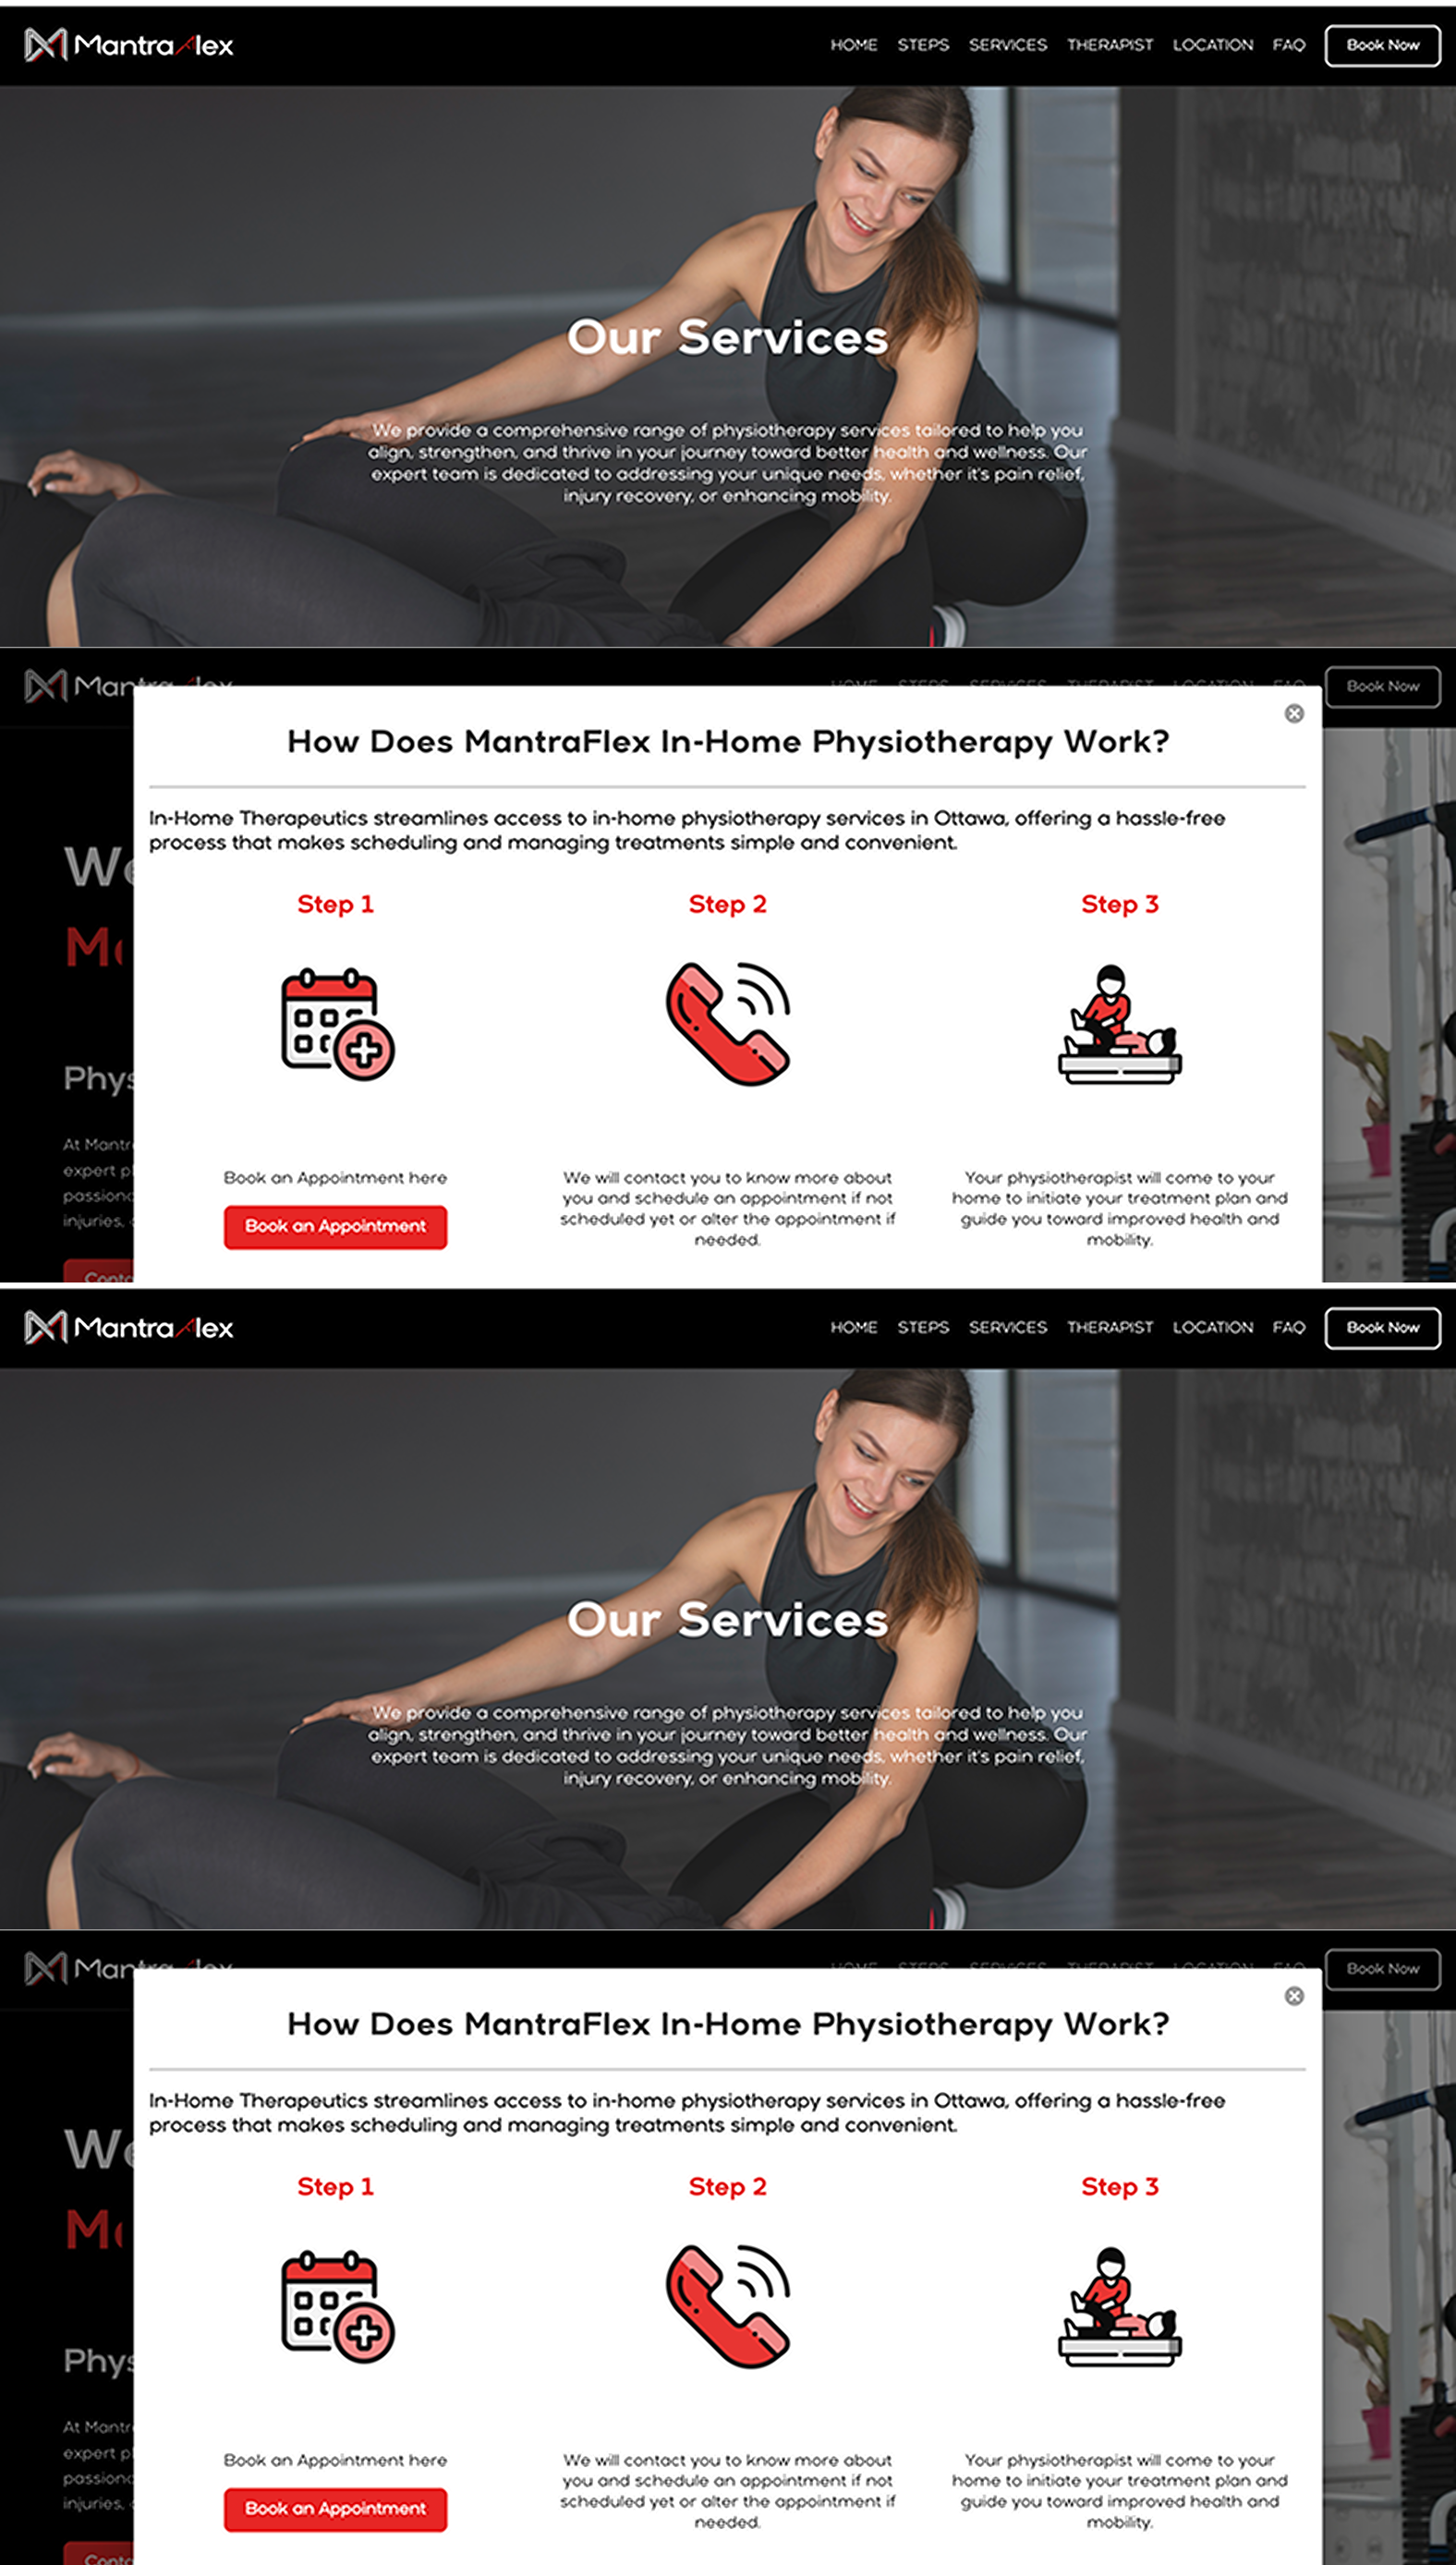 Mantra lex
HOME STEPS SERVICES THERAPIST LOCATION FAQ Book Now
Our Services
We provide a comprehensive range of physiotherapy services tailored to help you
align, strengthen, and thrive in your journey toward better health and wellness. Our
expert team is dedicated to addressing your unique needs, whether it's pain relief,
injury recovery, or enhancing mobility.
Book Now
How Does MantraFlex In-Home Physiotherapy Work?
In-Home Therapeutics streamlines access to in-home physiotherapy services in Ottawa, offering a hassle-free
process that makes scheduling and managing treatments simple and convenient.
We
Step 1 Step 2 Step 3
Phys
At Mantr
expert p
passiona
injuries,
Book an Appointment here
Book an Appointment
We will contact you to know more about
you and schedule an appointment if not
scheduled yet or alter the appointment if
needed.
Your physiotherapist will come to your
home to initiate your treatment plan and
guide you toward improved health and
mobility.
Mantra lex
HOME STEPS SERVICES THERAPIST LOCATION FAQ Book Now
Our Services
We provide a comprehensive range of physiotherapy services tailored to help you
align, strengthen, and thrive in your journey toward better health and wellness. Our
expert team is dedicated to addressing your unique needs, whether it's pain relief,
injury recovery, or enhancing mobility.
Book Now
How Does MantraFlex In-Home Physiotherapy Work?
In-Home Therapeutics streamlines access to in-home physiotherapy services in Ottawa, offering a hassle-free
process that makes scheduling and managing treatments simple and convenient.
We
Step 1 Step 2 Step 3
Phys
At Mantr
expert p
passiona
injuries,
Book an Appointment here
Book an Appointment
We will contact you to know more about
you and schedule an appointment if not
scheduled yet or alter the appointment if
needed.
Your physiotherapist will come to your
home to initiate your treatment plan and
guide you toward improved health and
mobility.